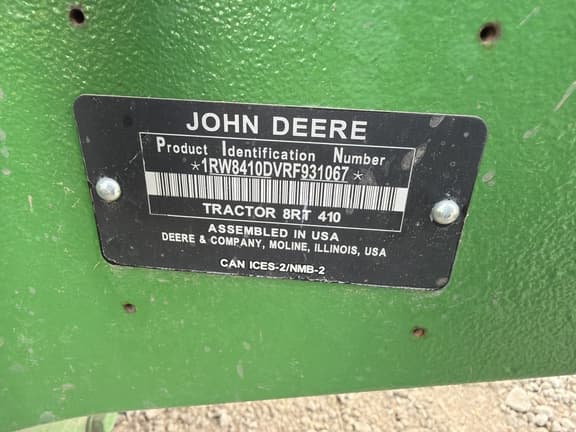 JOHN DEERE
Product Identification Number
*1RW8410DVRF931067*
TRACTOR 8RT 410
ASSEMBLED IN USA
DEERE & COMPANY, MOLINE, ILLINOIS, USA
CAN ICES-2/NMB-2